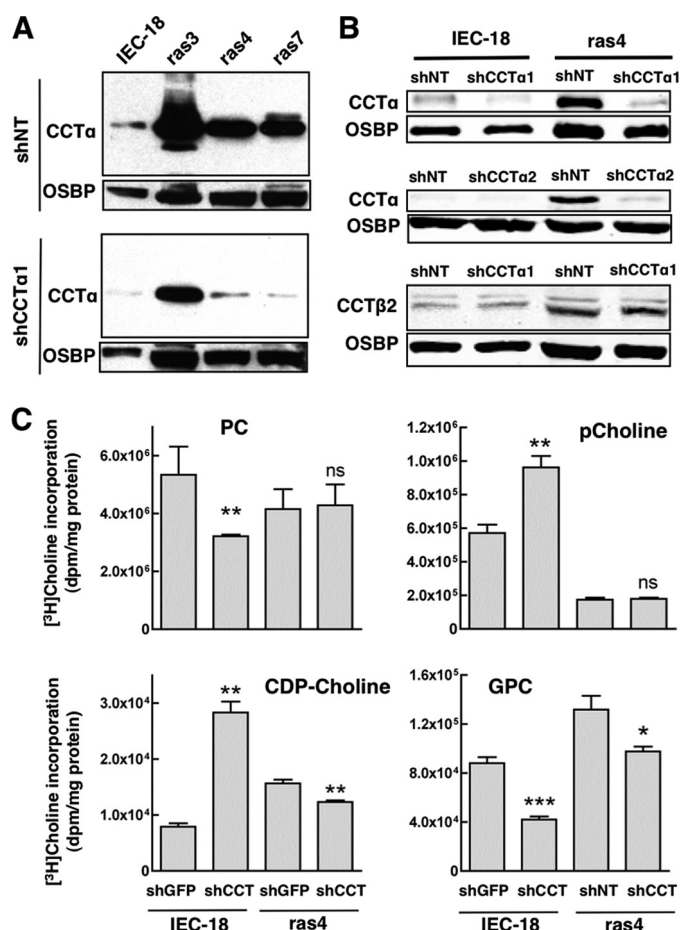 A
IEC-18 ras3 ras4 ras7
shNT
CCTα
OSBP
shCCTα1
CCTα
OSBP
B
IEC-18 ras4
shNT shCCTα1 shNT shCCTα1
CCTα
OSBP
shNT shCCTα2 shNT shCCTα2
CCTα
OSBP
shNT shCCTα1 shNT shCCTα1
CCTβ2
OSBP
C
PC
[³H]Choline incorporation
(dpm/mg protein)
6.0x10⁶
4.0x10⁶
2.0x10⁶
0
** ns
pCholine
1.2x10⁶
1.0x10⁶
8.0x10⁵
6.0x10⁵
4.0x10⁵
2.0x10⁵
0
** ns
CDP-Choline
[³H]Choline incorporation
(dpm/mg protein)
3.0x10⁴
2.0x10⁴
1.0x10⁴
0
** **
shGFP shCCT shGFP shCCT
IEC-18 ras4
GPC
1.6x10⁵
1.2x10⁵
8.0x10⁴
4.0x10⁴
0
*** *
shGFP shCCT shNT shCCT
IEC-18 ras4